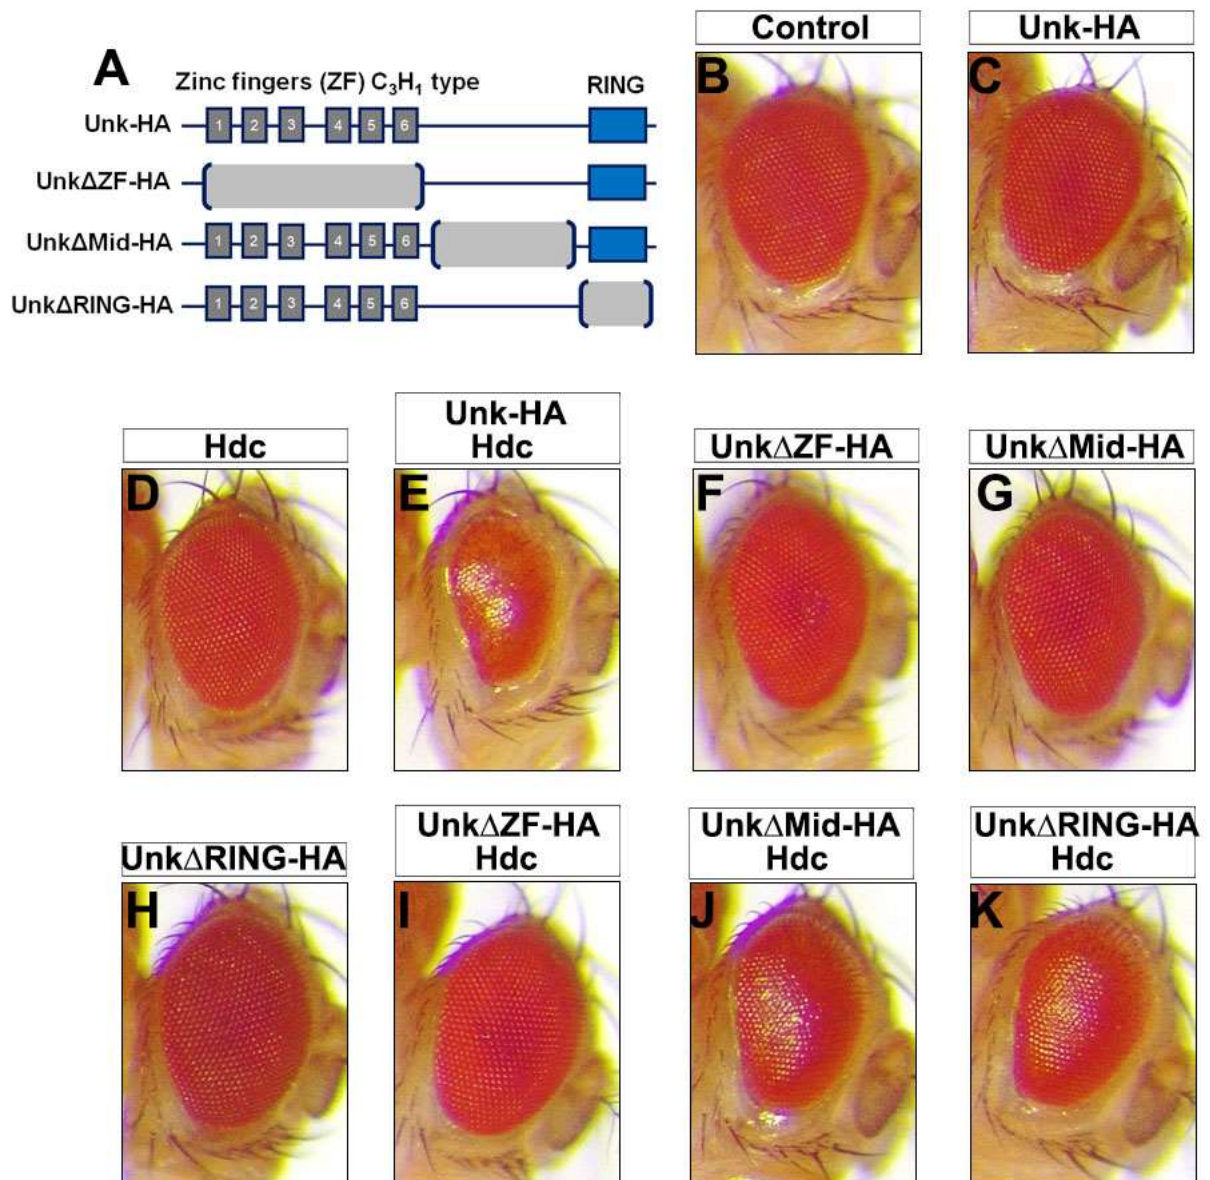 A
Zinc fingers (ZF) C₃H₁ type
RING
Unk-HA
1 2 3 4 5 6
UnkΔZF-HA
UnkΔMid-HA
1 2 3 4 5 6
UnkΔRING-HA
1 2 3 4 5 6
Control
B
Unk-HA
C
Hdc
D
Unk-HA
Hdc
E
UnkΔZF-HA
F
UnkΔMid-HA
G
UnkΔRING-HA
H
UnkΔZF-HA
Hdc
I
UnkΔMid-HA
Hdc
J
UnkΔRING-HA
Hdc
K